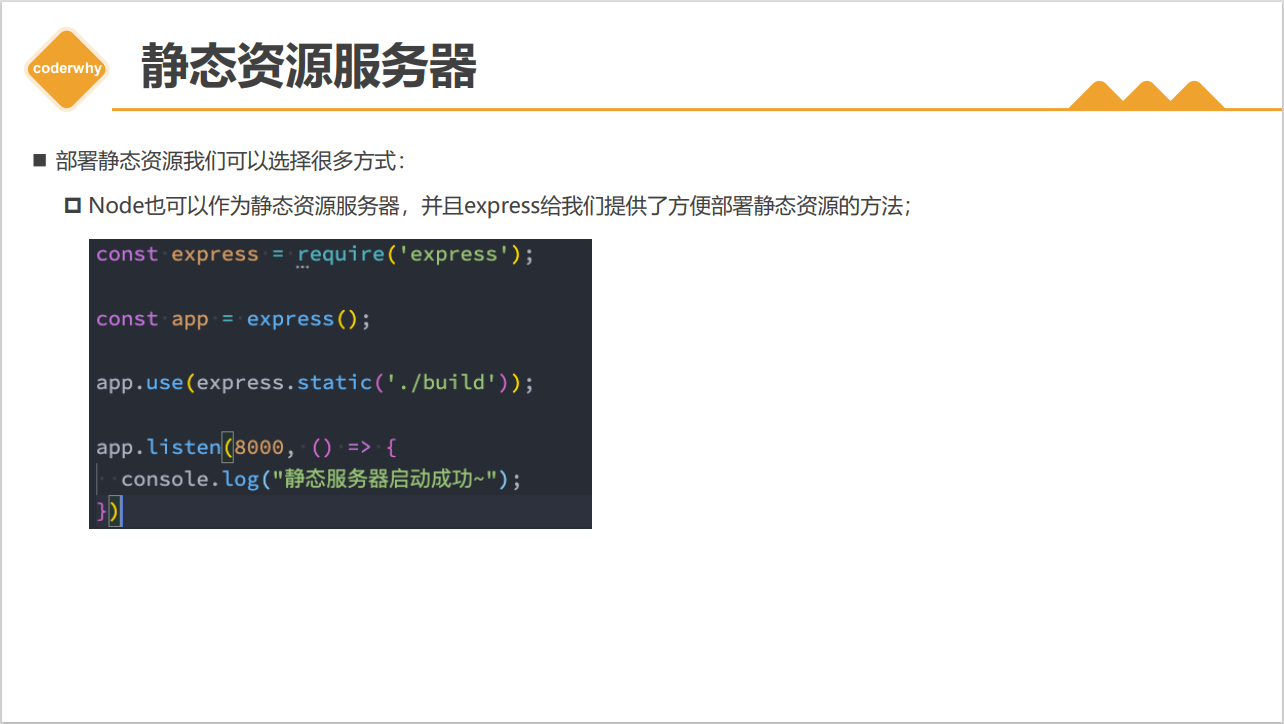 coderwhy
静态资源服务器
部署静态资源我们可以选择很多方式：
Node也可以作为静态资源服务器，并且express给我们提供了方便部署静态资源的方法；
const express = require('express');
const app = express();
app.use(express.static('./build'));
app.listen(8000, () => {
  console.log("静态服务器启动成功~");
})